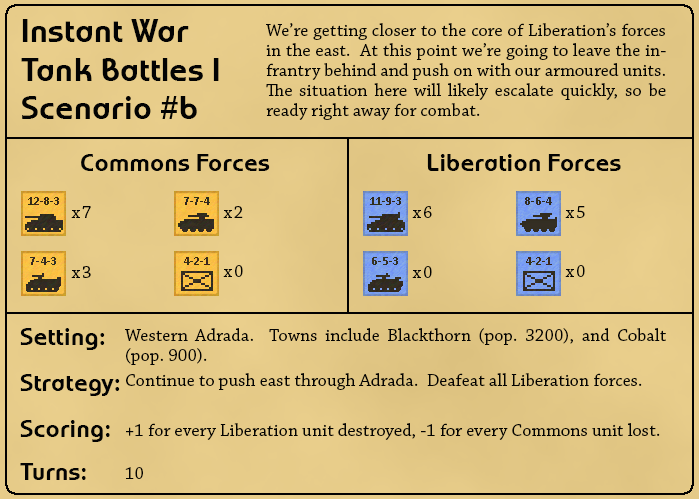 Instant War
Tank Battles I
Scenario #b
We're getting closer to the core of Liberation's forces
in the east. At this point we're going to leave the in-
frantry behind and push on with our armoured units.
The situation here will likely escalate quickly, so be
ready right away for combat.
Commons Forces
12-8-3 x7
7-7-4 x2
7-4-3 x3
4-2-1 x0
Liberation Forces
11-9-3 x6
8-6-4 x5
6-5-3 x0
4-2-1 x0
Setting: Western Adrada. Towns include Blackthorn (pop. 3200), and Cobalt
(pop. 900).
Strategy: Continue to push east through Adrada. Deafeat all Liberation forces.
Scoring: +1 for every Liberation unit destroyed, -1 for every Commons unit lost.
Turns: 10